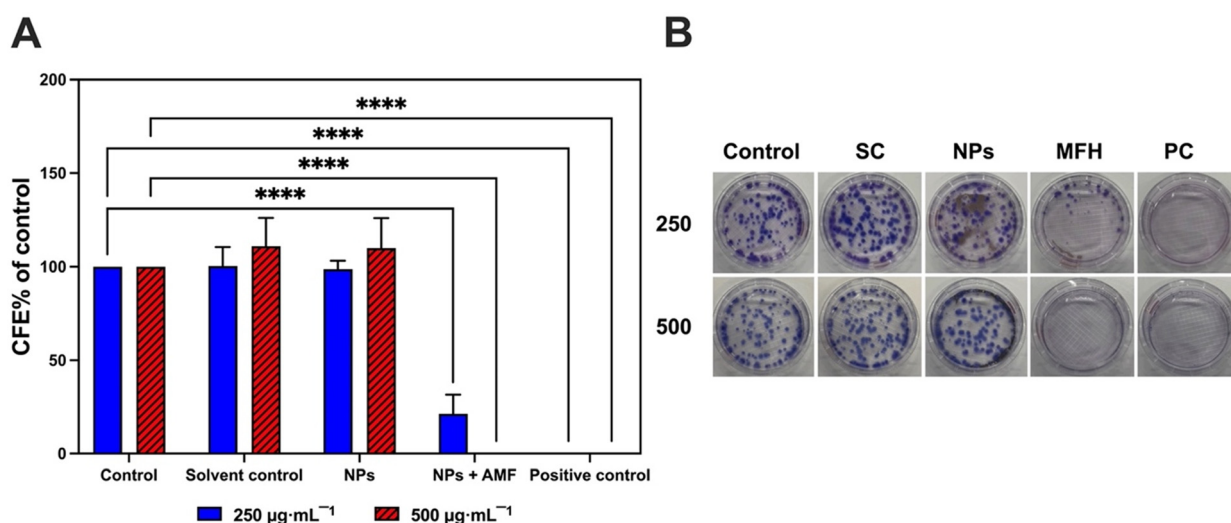 A
B
CFE% of control
200
150
100
50
0
****
****
****
****
Control
Solvent control
NPs
NPs + AMF
Positive control
250 µg·mL⁻¹
500 µg·mL⁻¹
Control SC NPs MFH PC
250
500